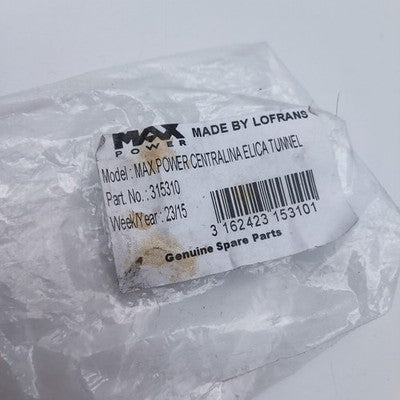 MAX POWER MADE BY LOFRANS
Model : MAX POWER CENTRALINA ELICA TUNNEL
Part. No. : 315310
Week/Year : 23/15
3 162423 153101
Genuine Spare Parts